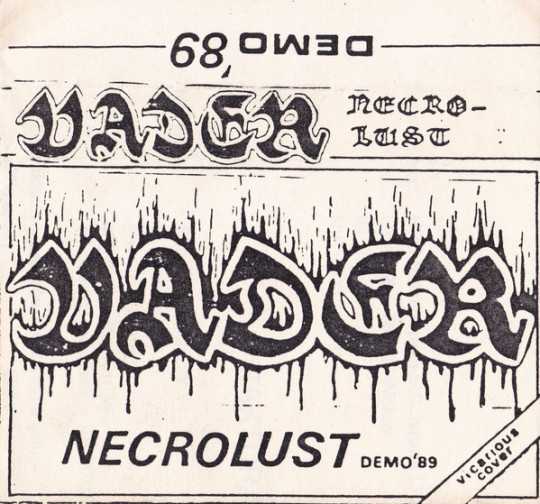 DEMO '89
VADER
NECRO-
LUST
VADER
NECROLUST DEMO'89
vicarious
cover